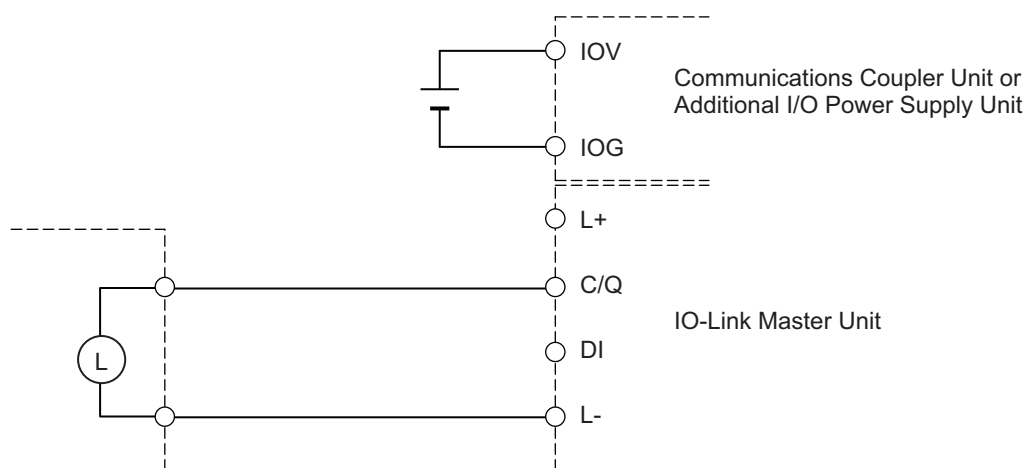 IOV
Communications Coupler Unit or
Additional I/O Power Supply Unit
IOG
L+
C/Q
IO-Link Master Unit
DI
L
L-